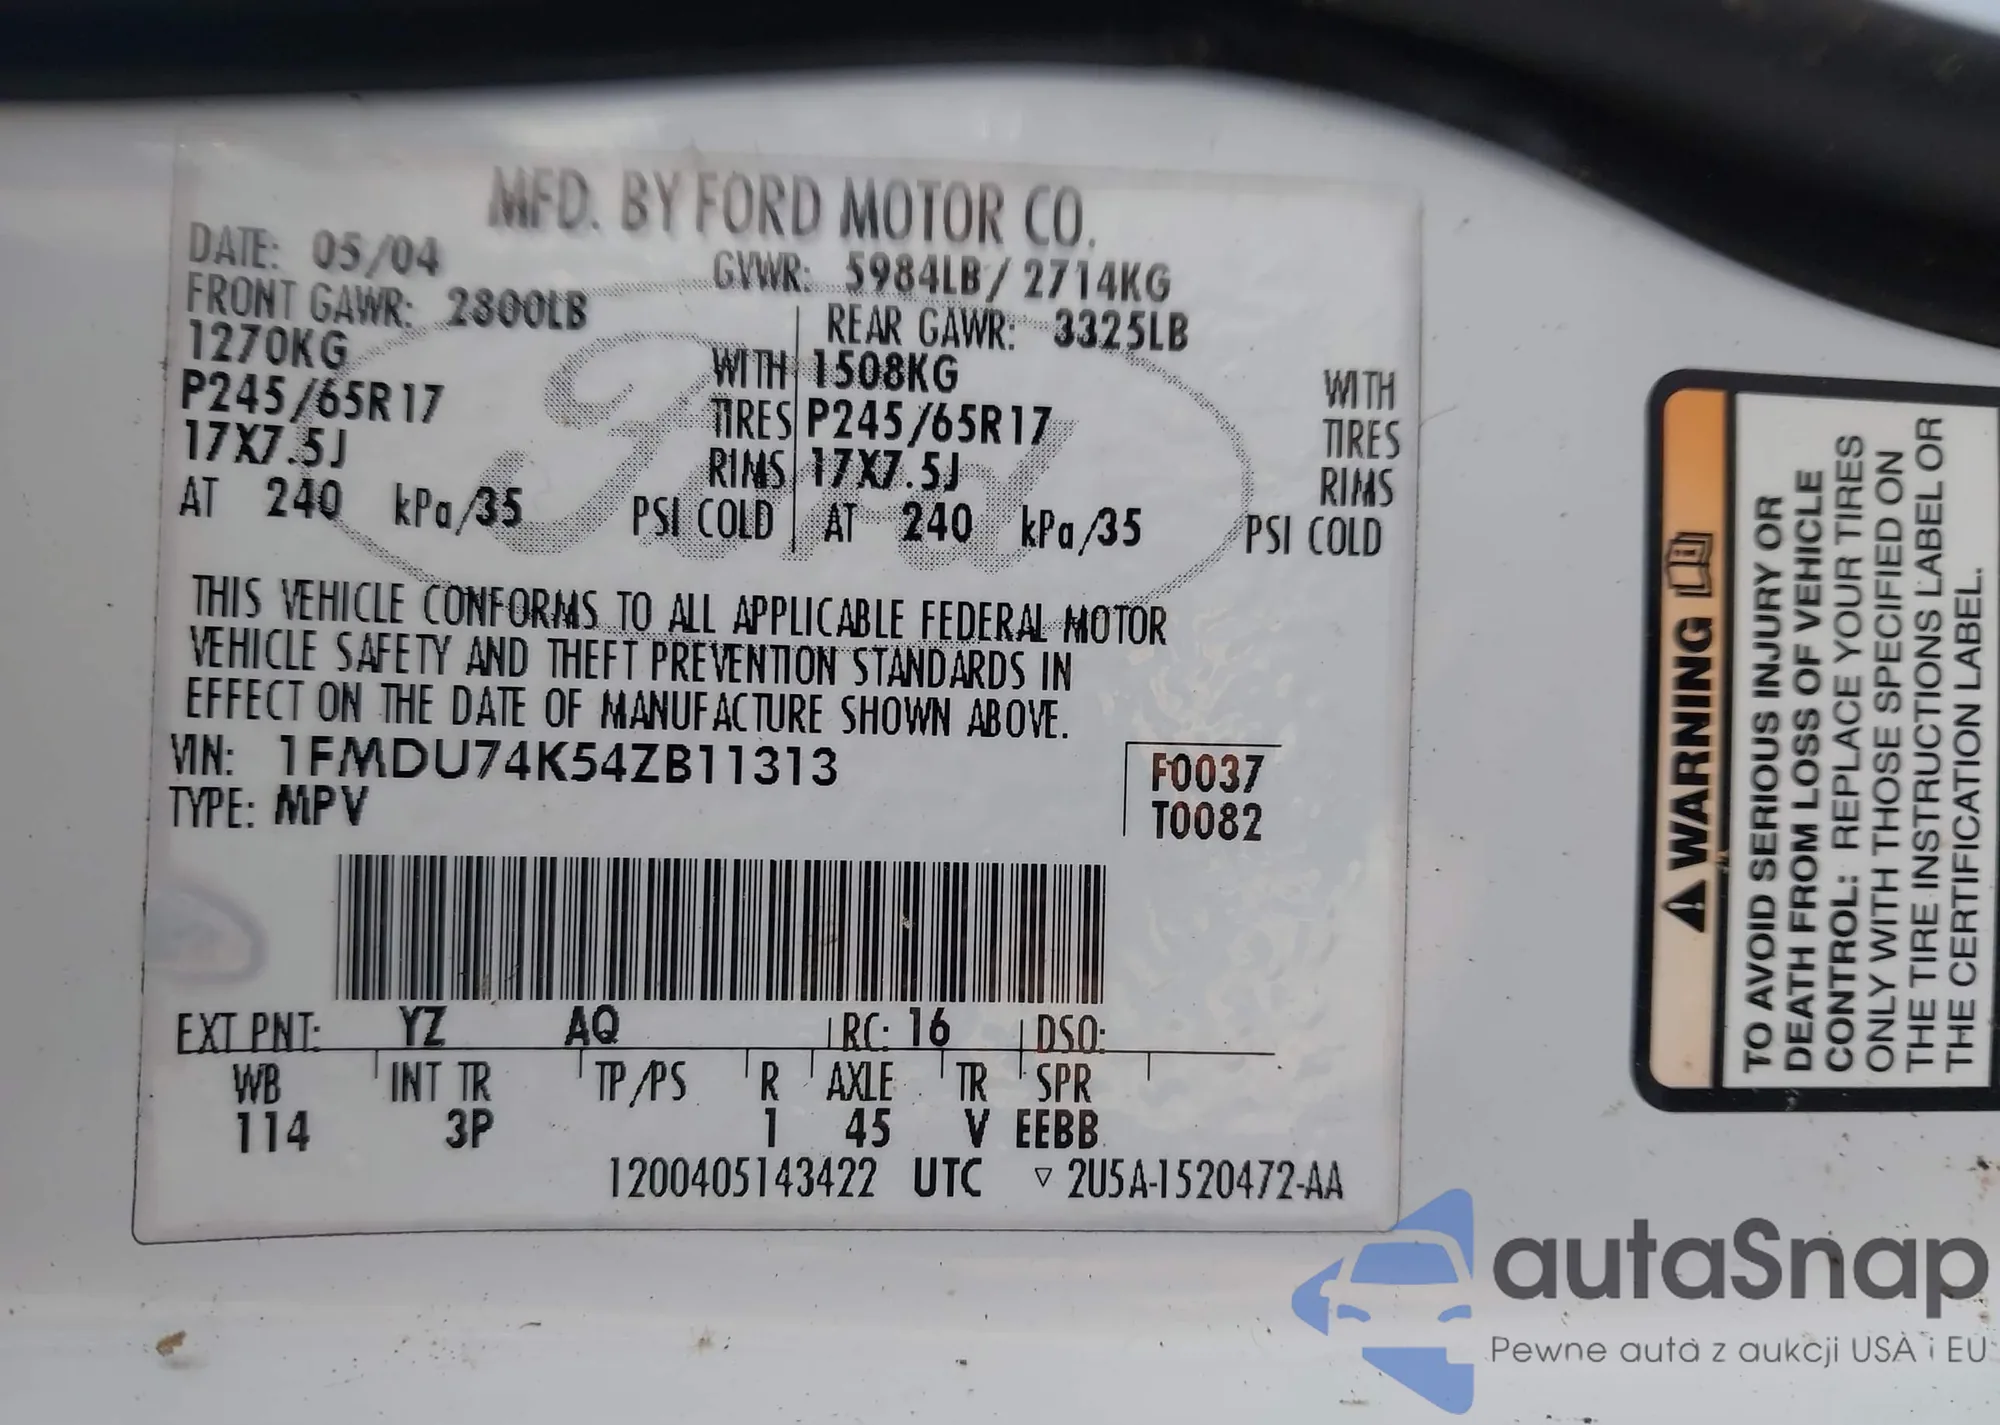 MFD. BY FORD MOTOR CO.
DATE: 05/04
GVWR: 5984LB / 2714KG
FRONT GAWR: 2800LB
REAR GAWR: 3325LB
1270KG WITH 1508KG WITH
P245/65R17 TIRES P245/65R17 TIRES
17X7.5J RIMS 17X7.5J RIMS
AT 240 kPa/35 PSI COLD AT 240 kPa/35 PSI COLD
Ford
THIS VEHICLE CONFORMS TO ALL APPLICABLE FEDERAL MOTOR
VEHICLE SAFETY AND THEFT PREVENTION STANDARDS IN
EFFECT ON THE DATE OF MANUFACTURE SHOWN ABOVE.
VIN: 1FMDU74K54ZB11313
F0037
TYPE: MPV
T0082
EXT PNT: YZ AQ RC: 16 DSO:
WB INT TR TP/PS R AXLE TR SPR
114 3P 1 45 V EEBB
1200405143422 UTC ▽ 2U5A-1520472-AA
⚠ WARNING
TO AVOID SERIOUS INJURY OR
DEATH FROM LOSS OF VEHICLE
CONTROL: REPLACE YOUR TIRES
ONLY WITH THOSE SPECIFIED ON
THE TIRE INSTRUCTIONS LABEL OR
THE CERTIFICATION LABEL.
autaSnap
Pewne auta z aukcji USA i EU